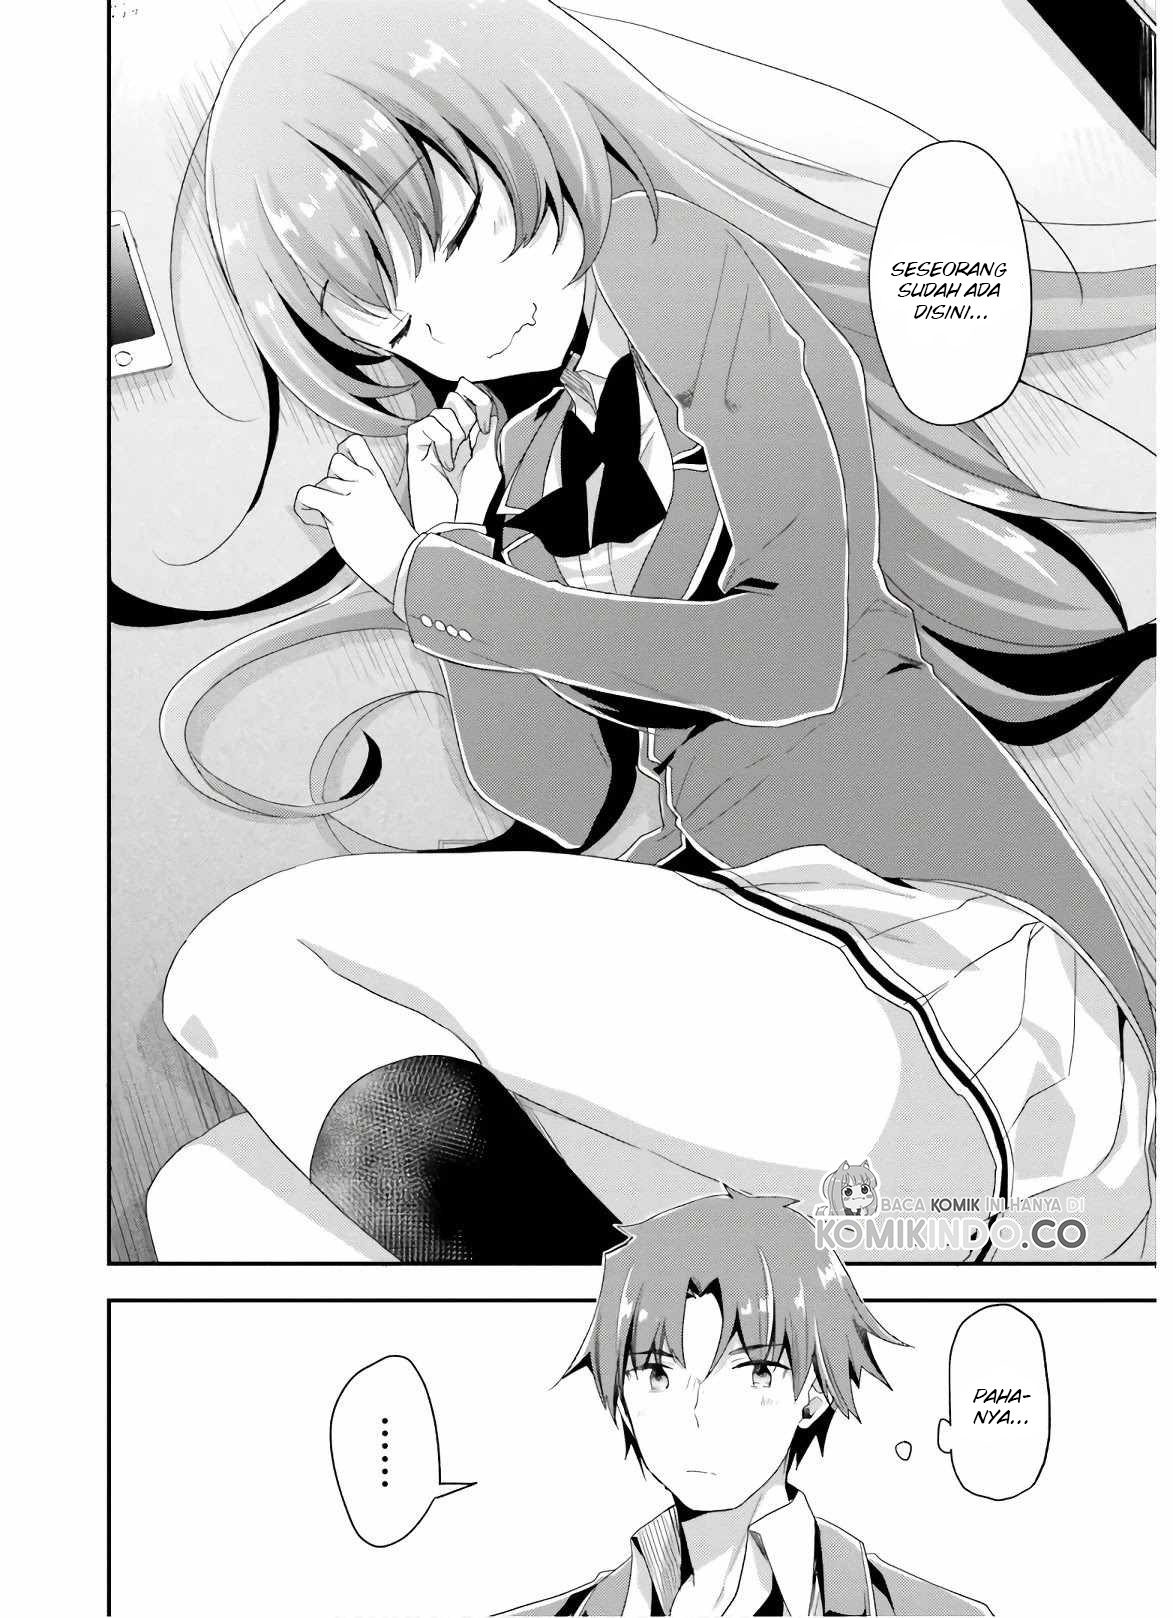 SESEORANG
SUDAH ADA
DISINI...
BACA KOMIK INI HANYA DI
KOMIKINDO.CO
PAHA-
NYA...
......